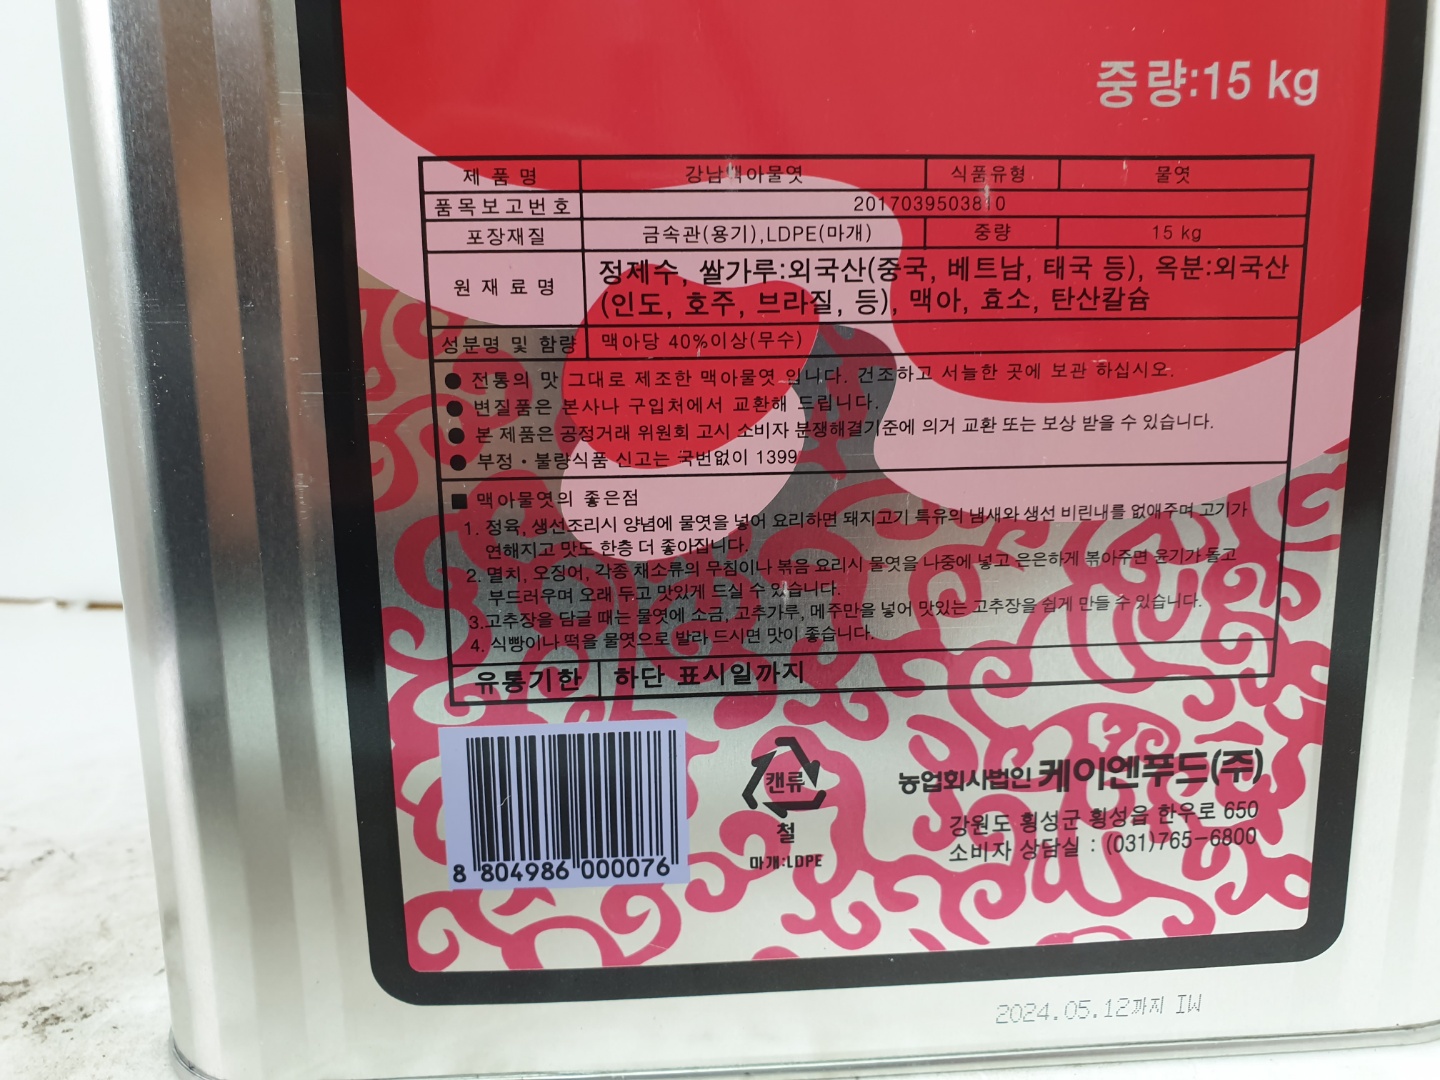 중량:15 kg
제 품 명 강남맥아물엿 식품유형 물엿
품목보고번호 2017039503810
포장재질 금속관(용기),LDPE(마개) 중량 15 kg
원 재 료 명 정제수, 쌀가루:외국산(중국, 베트남, 태국 등), 옥분:외국산
(인도, 호주, 브라질, 등), 맥아, 효소, 탄산칼슘
성분명 및 함량 맥아당 40%이상(무수)
● 전통의 맛 그대로 제조한 맥아물엿 입니다. 건조하고 서늘한 곳에 보관 하십시오.
● 변질품은 본사나 구입처에서 교환해 드립니다.
● 본 제품은 공정거래 위원회 고시 소비자 분쟁해결기준에 의거 교환 또는 보상 받을 수 있습니다.
● 부정·불량식품 신고는 국번없이 1399
■ 맥아물엿의 좋은점
1. 정육, 생선조리시 양념에 물엿을 넣어 요리하면 돼지고기 특유의 냄새와 생선 비린내를 없애주며 고기가
연해지고 맛도 한층 더 좋아집니다.
2. 멸치, 오징어, 각종 채소류의 무침이나 볶음 요리시 물엿을 나중에 넣고 은은하게 볶아주면 윤기가 돌고
부드러우며 오래 두고 맛있게 드실 수 있습니다.
3.고추장을 담글 때는 물엿에 소금, 고추가루, 메주만을 넣어 맛있는 고추장을 쉽게 만들 수 있습니다.
4. 식빵이나 떡을 물엿으로 발라 드시면 맛이 좋습니다.
유통기한 하단 표시일까지
8 804986 000076
캔류
철
마개:LDPE
농업회사법인 케이엔푸드(주)
강원도 횡성군 횡성읍 한우로 650
소비자 상담실 : (031)765-6800
2024.05.12까지 IW